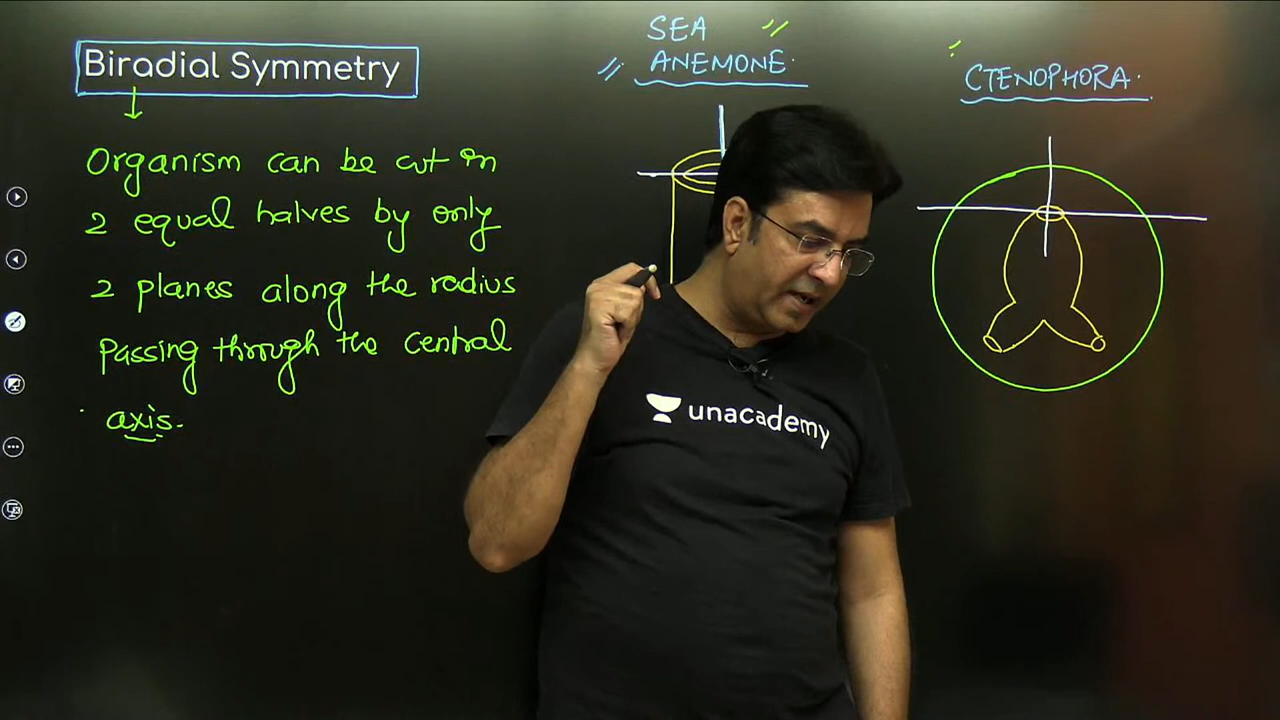 Biradial Symmetry
Organism can be cut in
2 equal halves by only
2 planes along the radius
passing through the central
axis.
SEA
ANEMONE
CTENOPHORA
unacademy